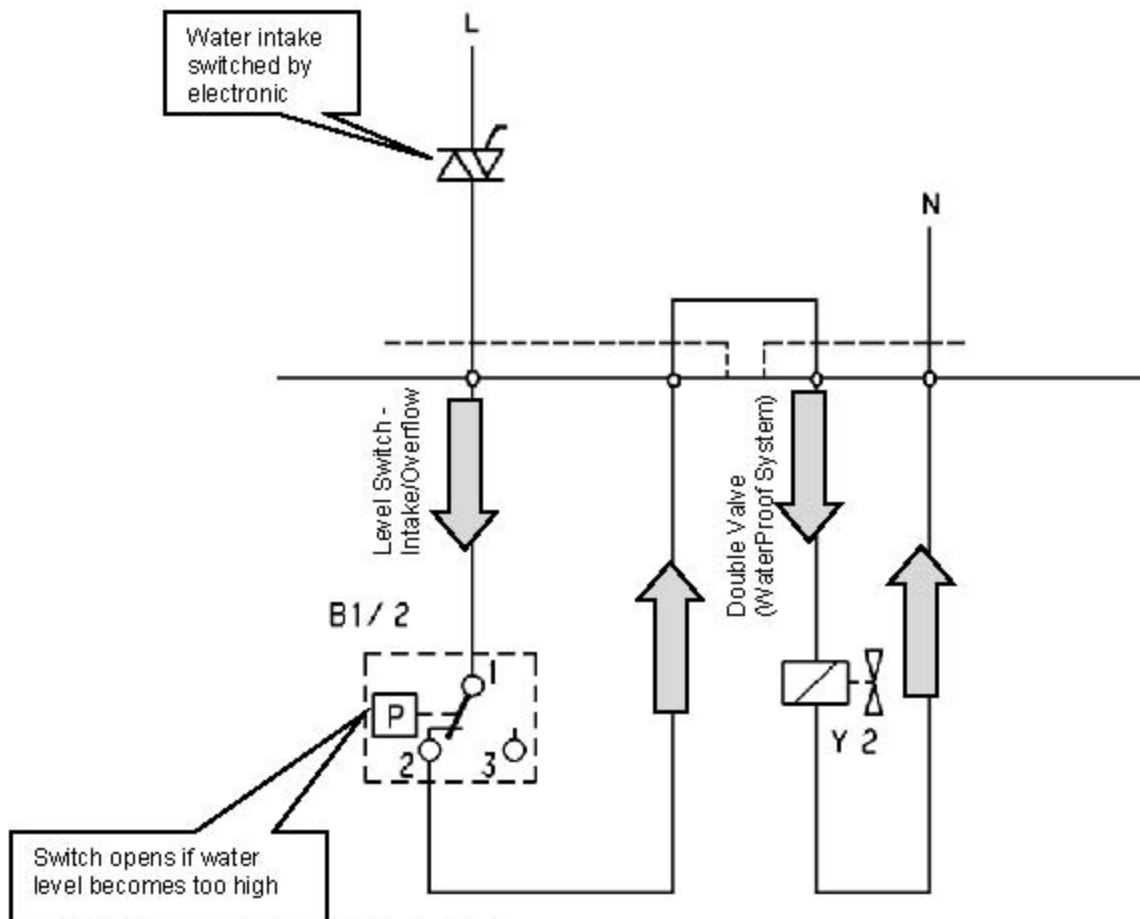 Water intake
switched by
electronic
L
N
Level Switch -
Intake/Overflow
Double Valve
(WaterProof System)
B1/ 2
1
P
2
3
Y 2
Switch opens if water
level becomes too high